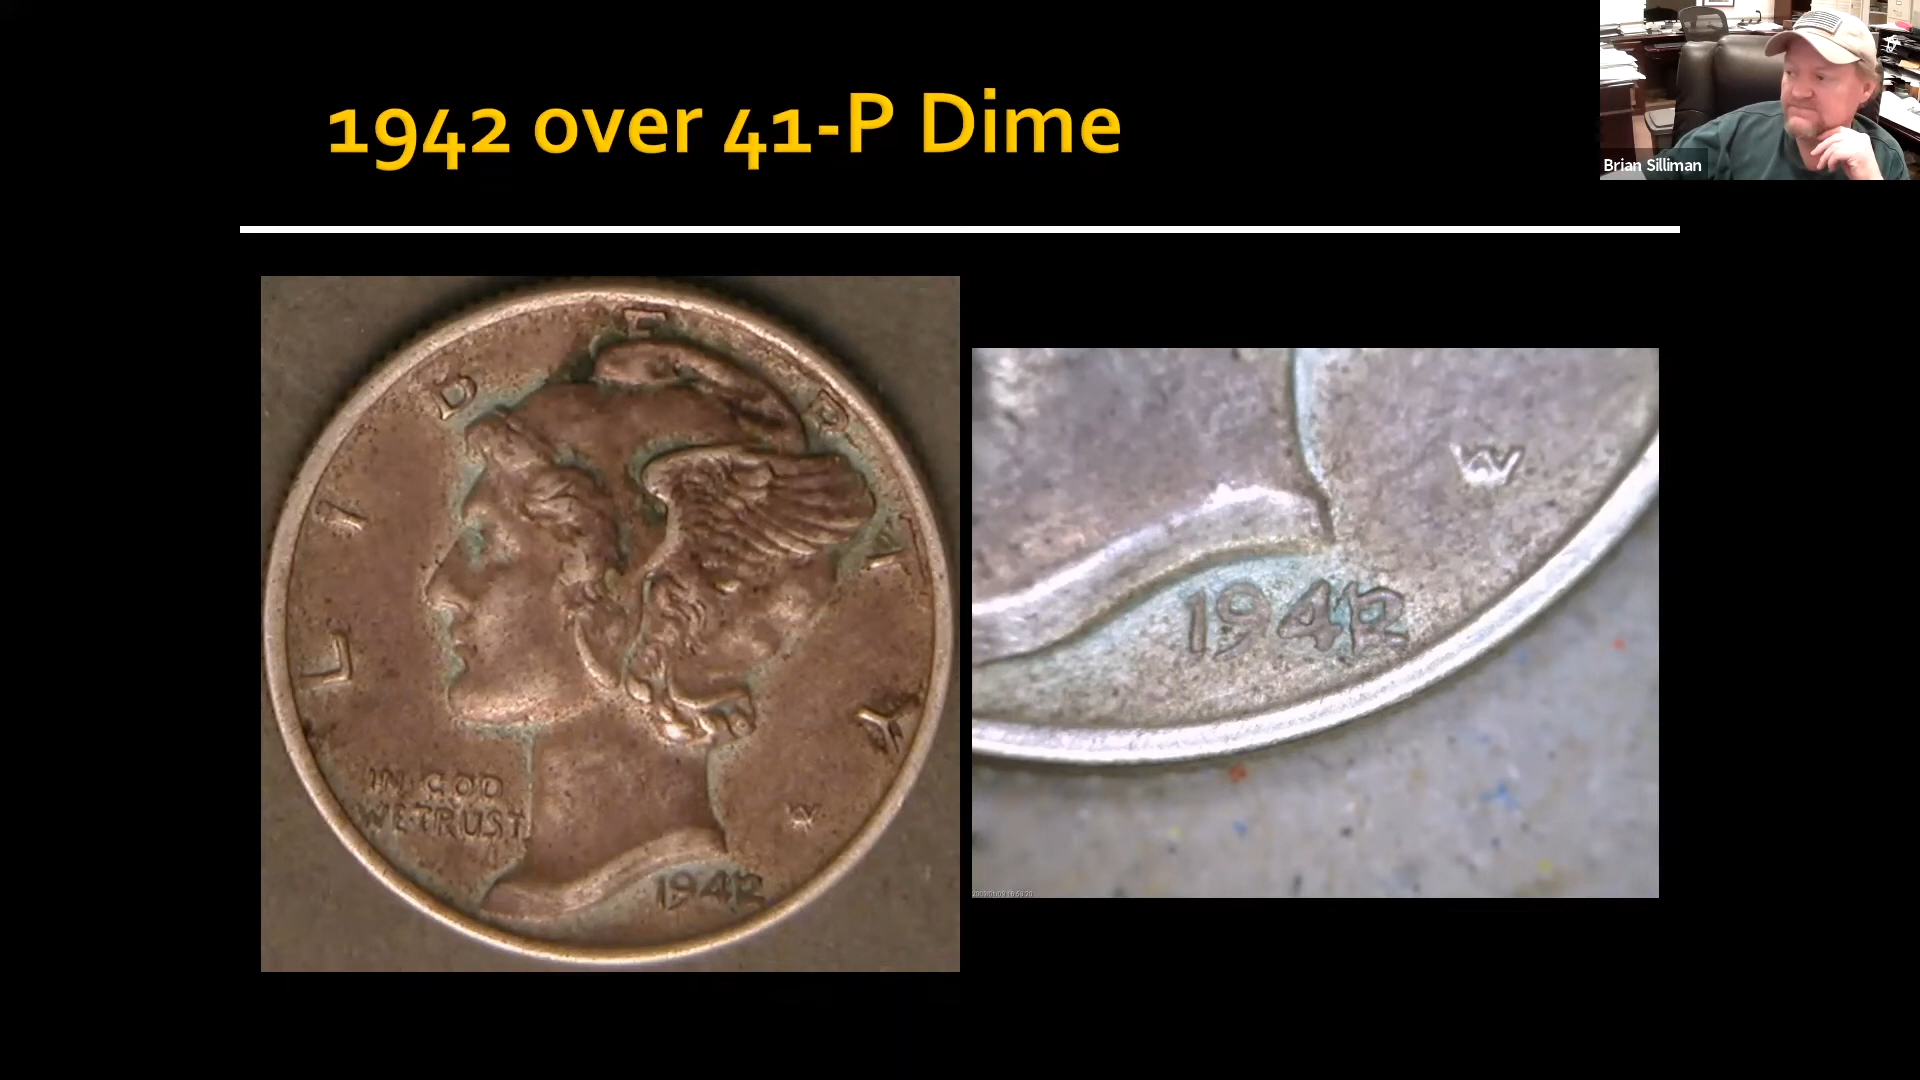 1942 over 41-P Dime
Brian Silliman
LIBERTY
IN GOD
WE TRUST
W
1942
W
1942